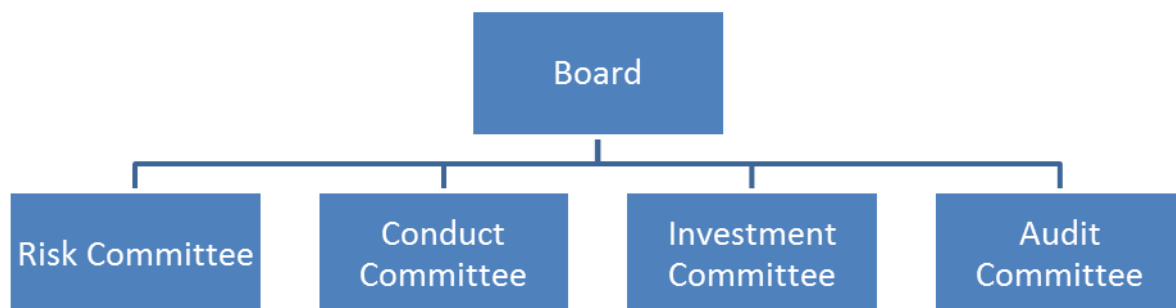 Board
Risk Committee
Conduct
Committee
Investment
Committee
Audit
Committee